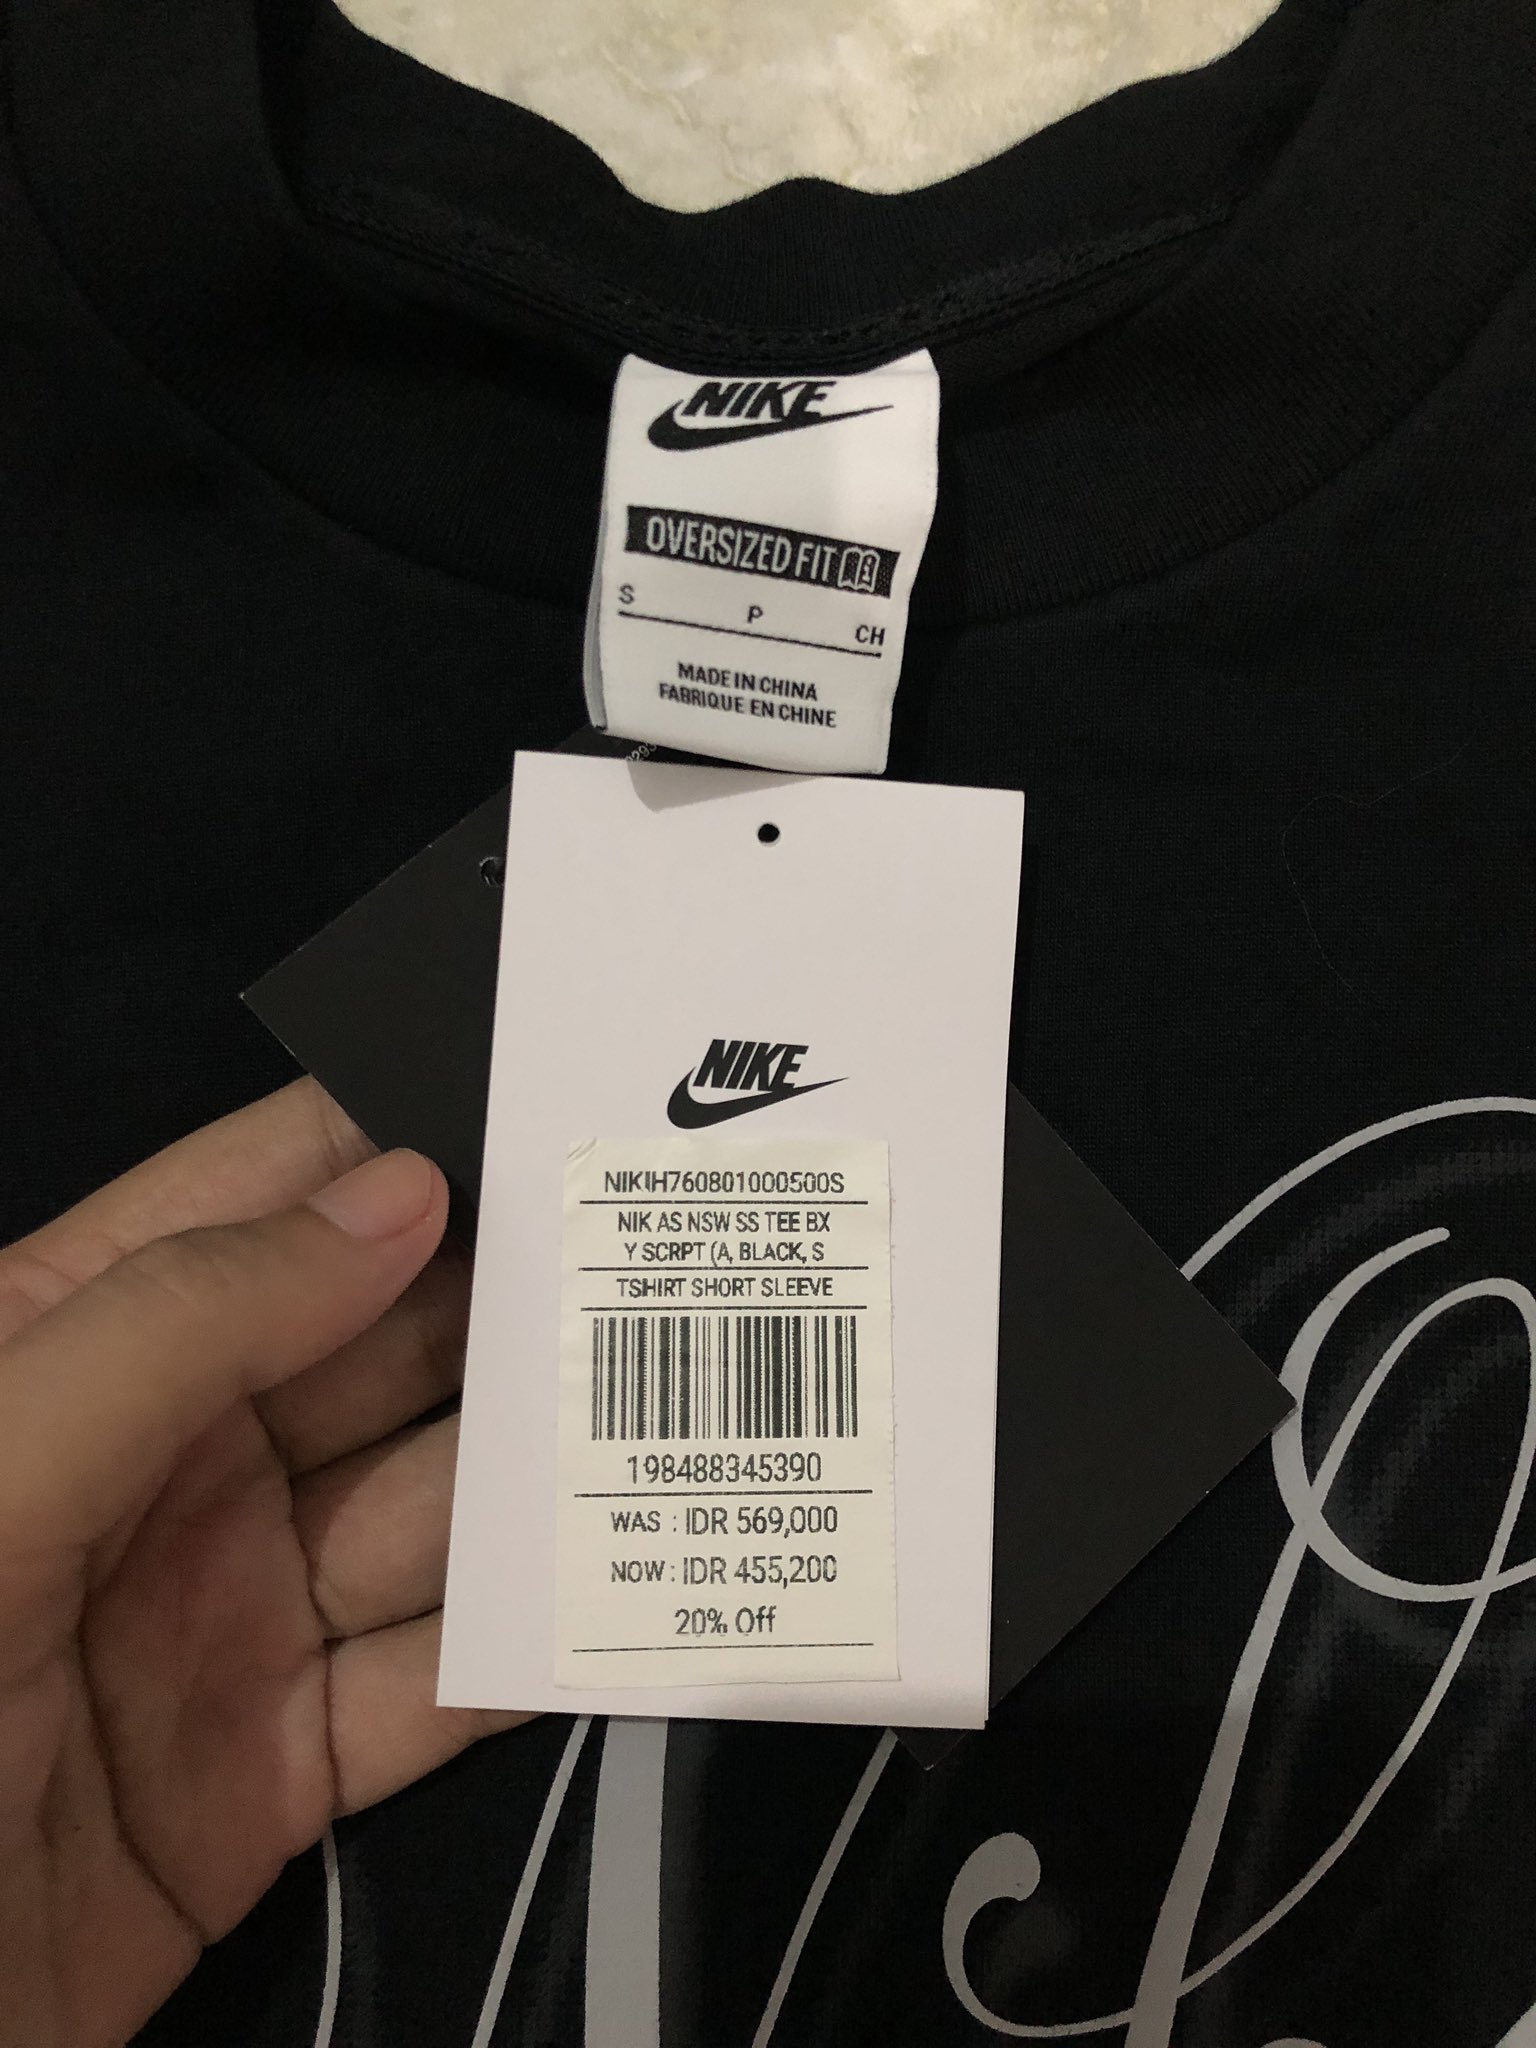 NIKE
OVERSIZED FIT
S P CH
MADE IN CHINA
FABRIQUE EN CHINE
NIKE
NIKIH760801000500S
NIK AS NSW SS TEE BX
Y SCRPT (A, BLACK, S
TSHIRT SHORT SLEEVE
198488345390
WAS : IDR 569,000
NOW : IDR 455,200
20% Off